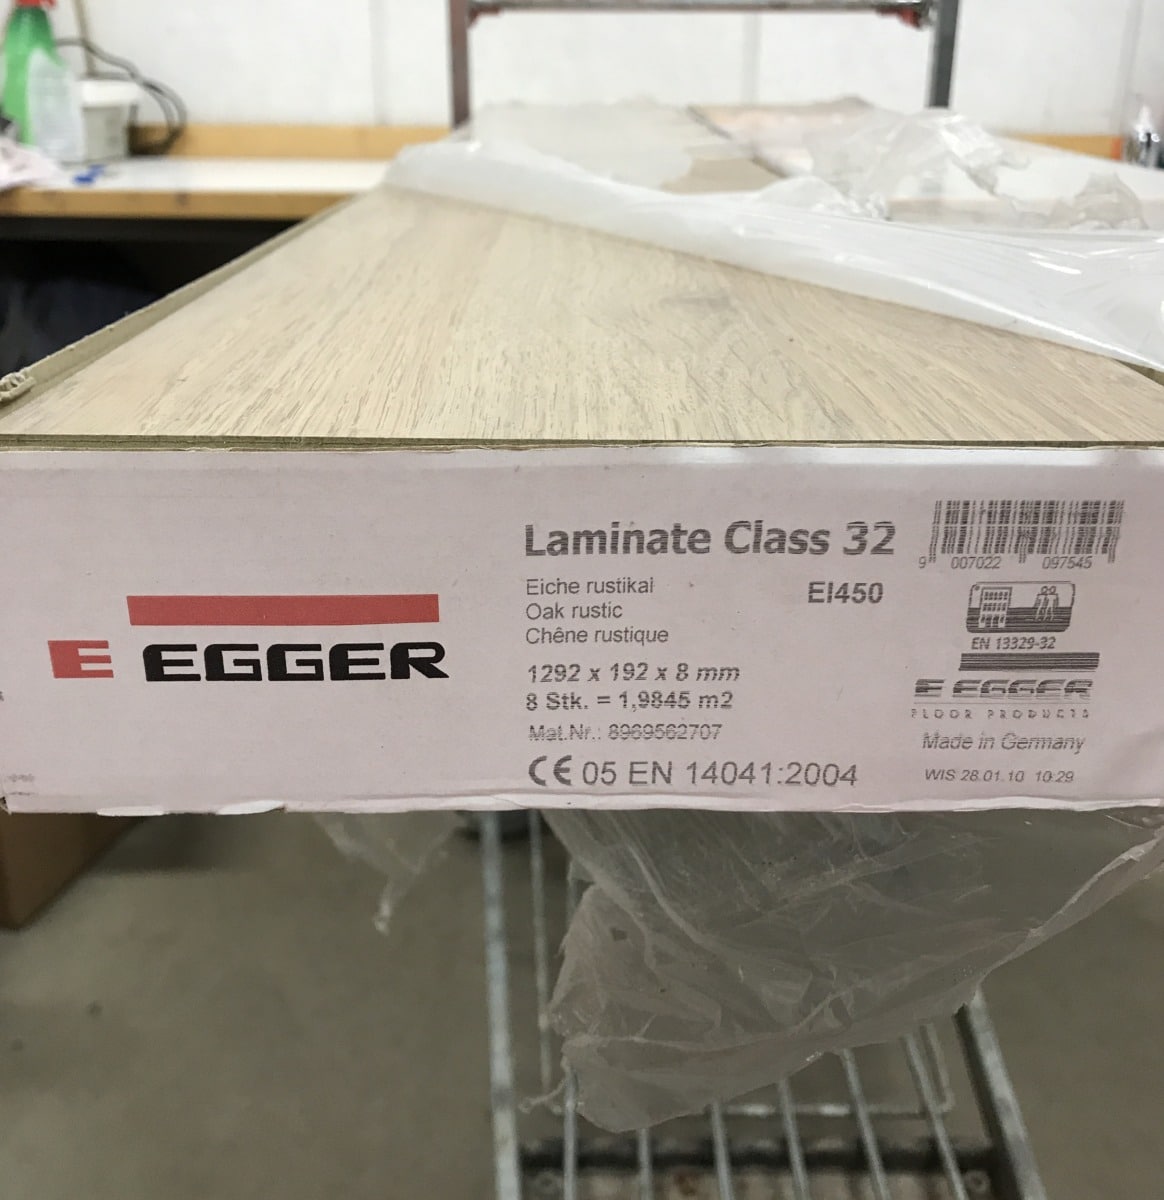 E EGGER
Laminate Class 32
Eiche rustikal
EI450
Oak rustic
Chêne rustique
1292 x 192 x 8 mm
8 Stk. = 1,9845 m2
Mat.Nr.: 8969562707
CE 05 EN 14041:2004
9 007022 097545
EN 13329-32
E EGGER
FLOOR PRODUCTS
Made in Germany
WIS 28.01.10 10:29